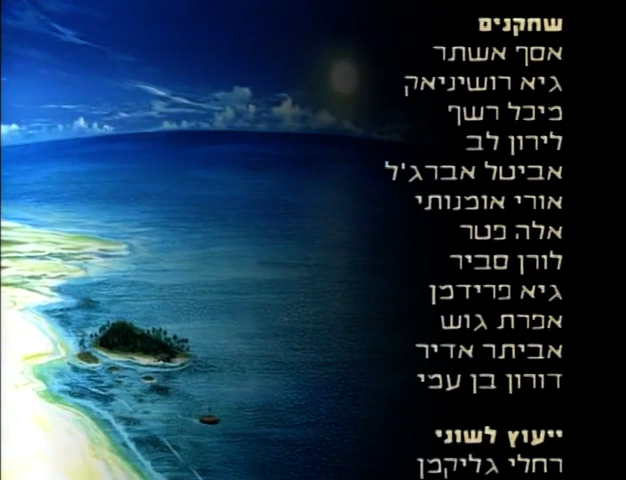 שחקנים
אסף אשתר
גיא רושיניאק
מיכל רשף
לירון לב
אביטל אברג'ל
אורי אומנותי
אלה פטר
לורן סביר
גיא פרידמן
אפרת גוש
אביתר אדיר
דורון בן עמי
ייעוץ לשוני
רחלי גליקמן